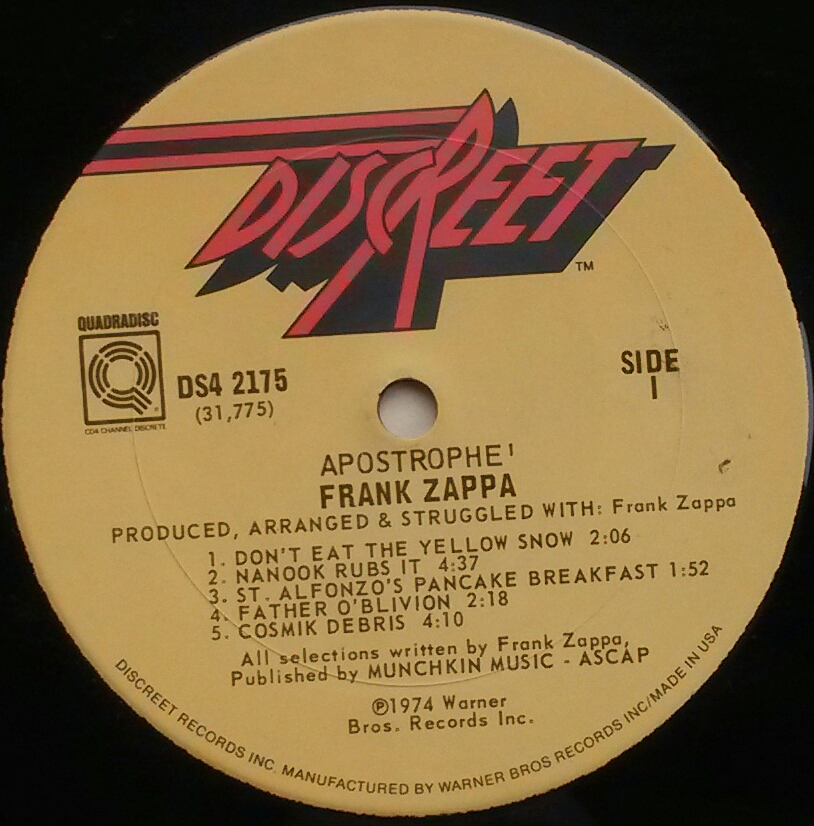 DISCREET
TM
QUADRADISC
Q
CD4 CHANNEL DISCRETE
DS4 2175
(31,775)
SIDE
1
APOSTROPHE'
FRANK ZAPPA
PRODUCED, ARRANGED & STRUGGLED WITH: Frank Zappa
1. DON'T EAT THE YELLOW SNOW 2:06
2. NANOOK RUBS IT 4:37
3. ST. ALFONZO'S PANCAKE BREAKFAST 1:52
4. FATHER O'BLIVION 2:18
5. COSMIK DEBRIS 4:10
All selections written by Frank Zappa,
Published by MUNCHKIN MUSIC - ASCAP
℗1974 Warner
Bros. Records Inc.
DISCREET RECORDS INC. MANUFACTURED BY WARNER BROS RECORDS INC/MADE IN USA